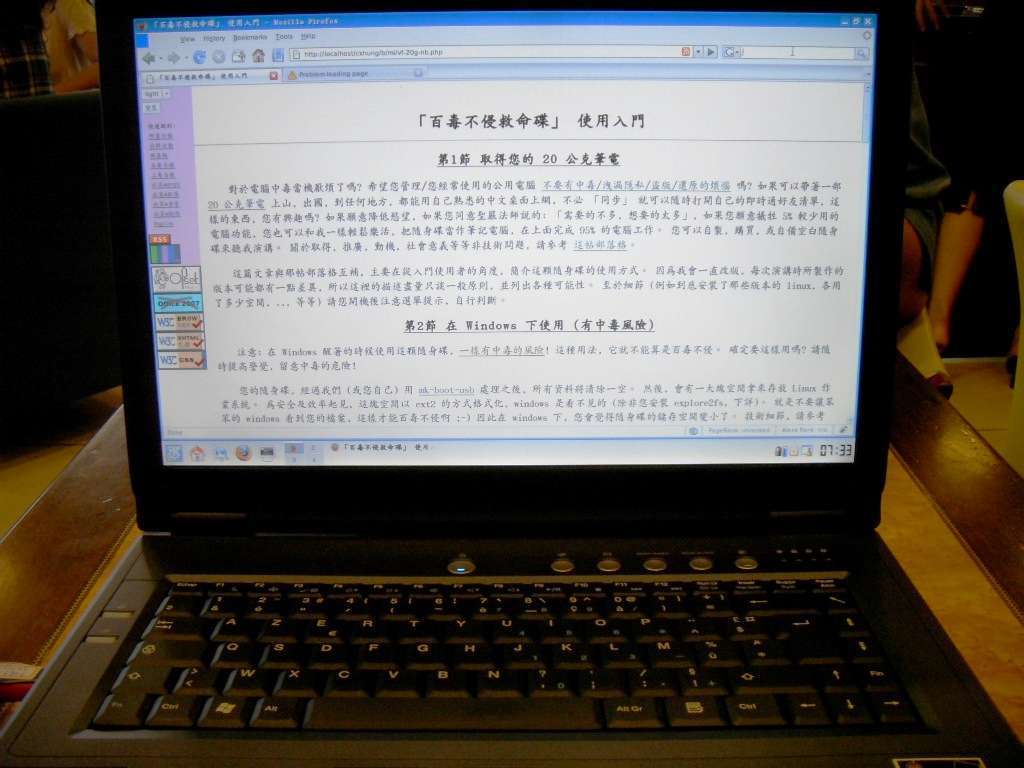 「百毒不侵救命碟」 使用入門 - Mozilla Firefox
View History Bookmarks Tools Help
http://localhost/cxhung/b/ml/vf-20g-nb.php
「百毒不侵救命碟」 使用入門
Problem loading page
light
「百毒不侵救命碟」 使用入門
第1節 取得您的 20 公克筆電
對於電腦中毒當機厭煩了嗎? 希望您管理/您經常使用的公用電腦 不要有中毒/洩漏隱私/盜版/還原的煩惱 嗎? 如果可以帶著一部
20 公克筆電 上山, 出國, 到任何地方, 都能用自己熟悉的中文桌面上網, 不必 「同步」 就可以隨時打開自己的即時通好友清單, 這
樣的東西, 您有興趣嗎? 如果願意降低慾望, 如果您同意聖嚴法師說的: 「需要的不多, 想要的太多」, 如果您願意犧牲 5% 較少用的
電腦功能, 您也可以和我一樣輕鬆樂活, 把隨身碟當作筆記電腦, 在上面完成 95% 的電腦工作。 您可以自製, 購買, 或自備空白隨身
碟來聽我演講。 關於取得, 推廣, 動機, 社會意義等等非技術問題, 請參考 這帖部落格。
這篇文章與那帖部落格互補, 主要在從入門使用者的角度, 簡介這顆隨身碟的使用方式。 因為我會一直改版, 每次演講時所製作的
版本可能都有一點差異, 所以這裡的描述盡量只談一般原則, 並列出各種可能性。 至於細節 (例如到底安裝了那些版本的 linux, 各用
了多少空間, ... 等等) 請您開機後注意選單提示, 自行判斷。
第2節 在 Windows 下使用 (有中毒風險)
注意: 在 Windows 醒著的時候使用這顆隨身碟, 一樣有中毒的風險! 這種用法, 它就不能算是百毒不侵。 確定要這樣用嗎? 請隨
時提高警覺, 留意中毒的危險!
您的隨身碟, 經過我們 (或您自己) 用 mk-boot-usb 處理之後, 所有資料將清除一空。 然後, 會有一大塊空間拿來存放 linux 作
業系統。 為安全及效率起見, 這塊空間以 ext2 的方式格式化, windows 是看不見的 (除非您安裝 explore2fs, 下詳)。 就是不要讓笨
笨的 windows 看到您的檔案, 這樣才能百毒不侵啊 ;-) 因此在 windows 下, 您會覺得隨身碟的儲存空間變小了。 技術細節, 請參考
RSS
OFFICE 2007
W3C
W3C XHTML
W3C CSS
Done
「百毒不侵救命碟」 使用
07:33
A Z E R T Y U I O P
Q S D F G H J K L M
W X C V B N
Fn Ctrl Alt Alt Gr Ctrl
Fin